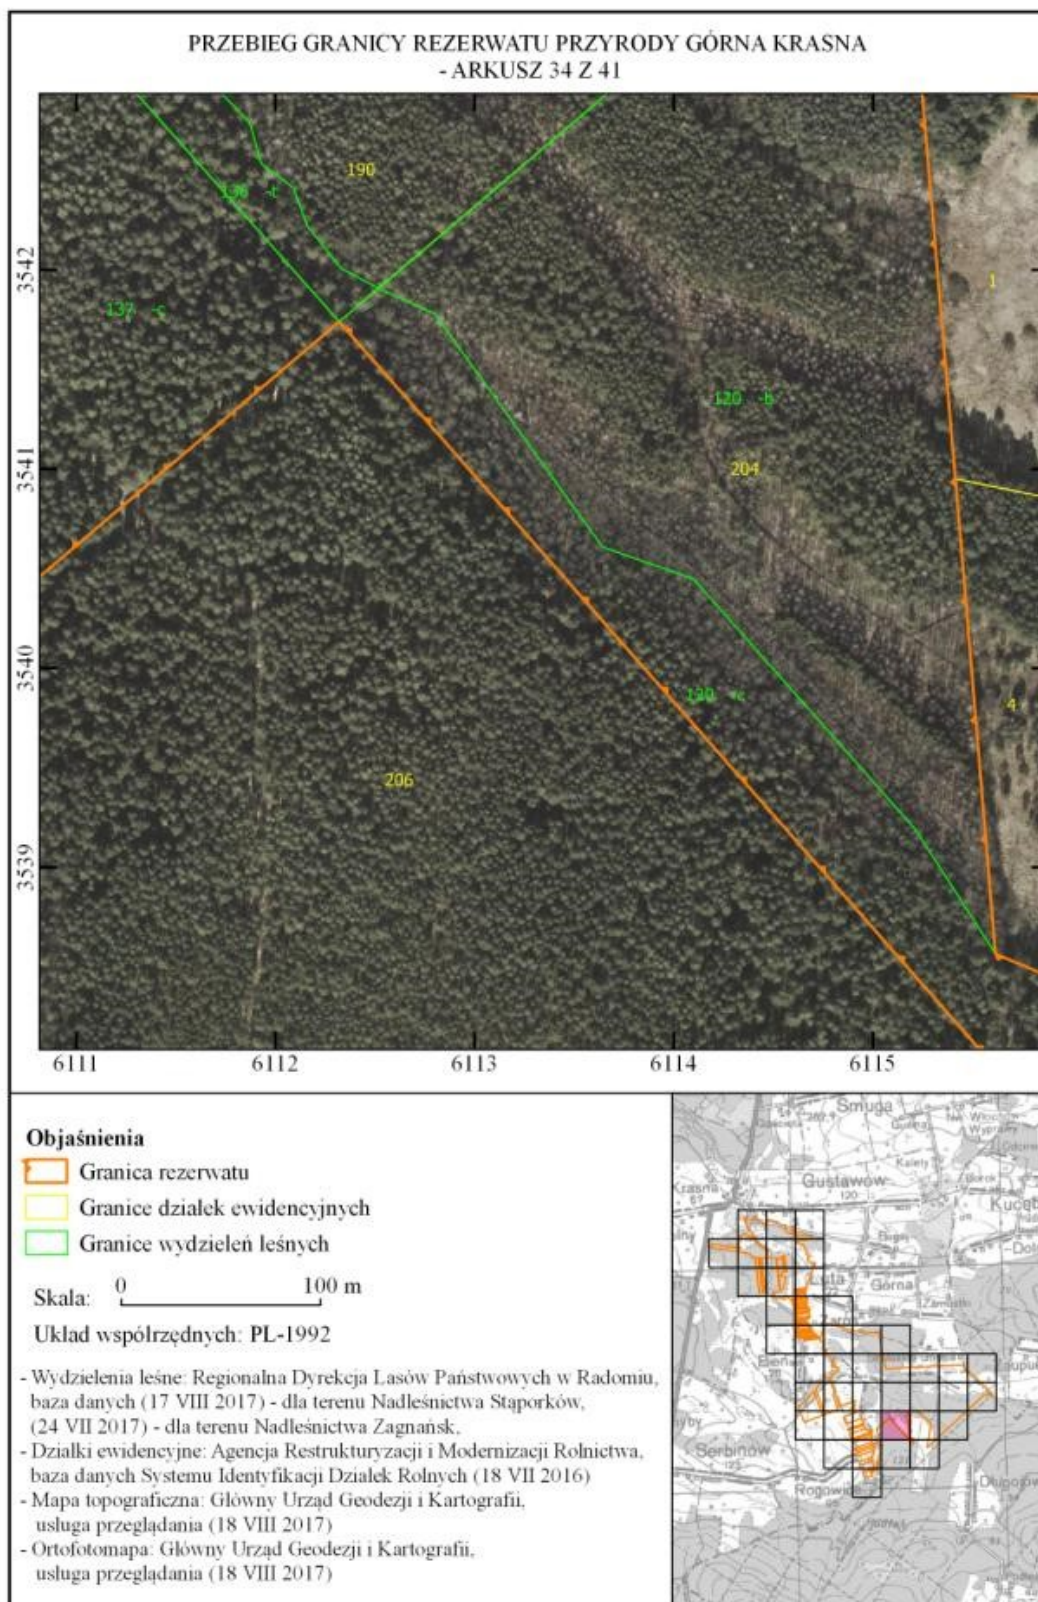 PRZEBIEG GRANICY REZERWATU PRZYRODY GÓRNA KRASNA
- ARKUSZ 34 Z 41
190
136 -t
3542
137 -c
1
120 -b
3541
204
3540
120 -c
4
206
3539
6111 6112 6113 6114 6115
Objaśnienia
Granica rezerwatu
Granice działek ewidencyjnych
Granice wydzieleń leśnych
Skala: 0 100 m
Układ współrzędnych: PL-1992
- Wydzielenia leśne: Regionalna Dyrekcja Lasów Państwowych w Radomiu,
baza danych (17 VIII 2017) - dla terenu Nadleśnictwa Stąporków,
(24 VII 2017) - dla terenu Nadleśnictwa Zagnańsk,
- Działki ewidencyjne: Agencja Restrukturyzacji i Modernizacji Rolnictwa,
baza danych Systemu Identyfikacji Działek Rolnych (18 VII 2016)
- Mapa topograficzna: Główny Urząd Geodezji i Kartografii,
usługa przeglądania (18 VIII 2017)
- Ortofotomapa: Główny Urząd Geodezji i Kartografii,
usługa przeglądania (18 VIII 2017)
Smuga
Kalety
Krasna
Gustawów
120
Górna
Serbinów
Rogowice